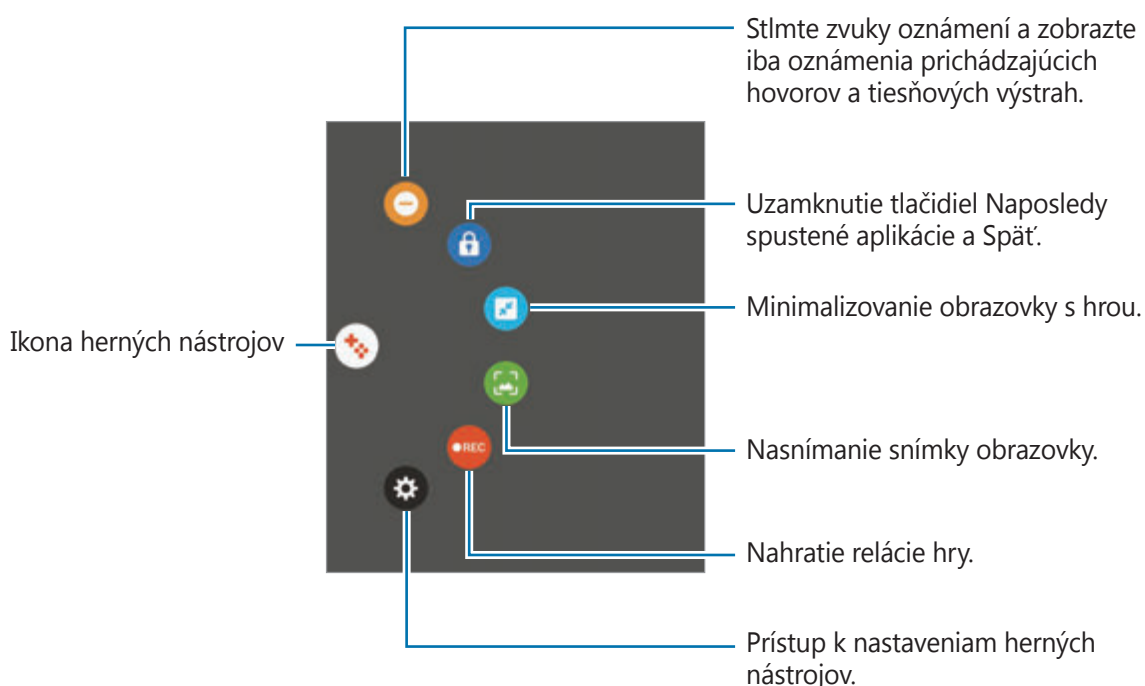 Stlmte zvuky oznámení a zobrazte
iba oznámenia prichádzajúcich
hovorov a tiesňových výstrah.
Uzamknutie tlačidiel Naposledy
spustené aplikácie a Späť.
Minimalizovanie obrazovky s hrou.
Ikona herných nástrojov
Nasnímanie snímky obrazovky.
REC
Nahratie relácie hry.
Prístup k nastaveniam herných
nástrojov.